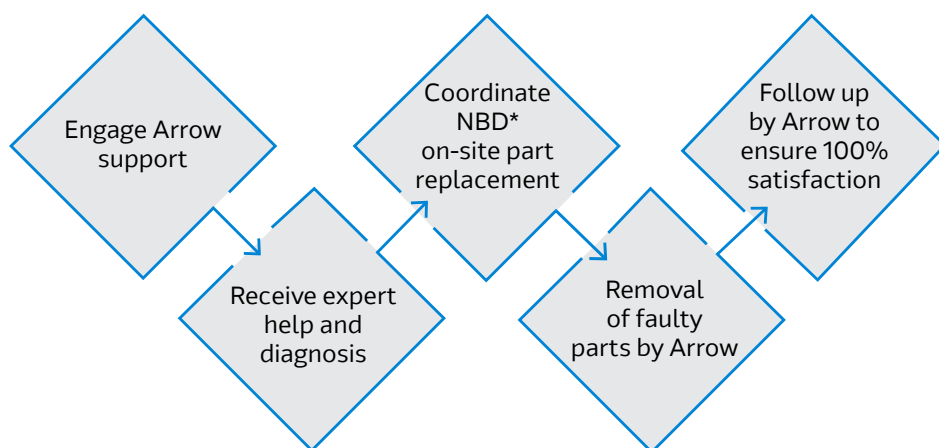 Engage Arrow
support
Receive expert
help and
diagnosis
Coordinate
NBD*
on-site part
replacement
Removal
of faulty
parts by Arrow
Follow up
by Arrow to
ensure 100%
satisfaction